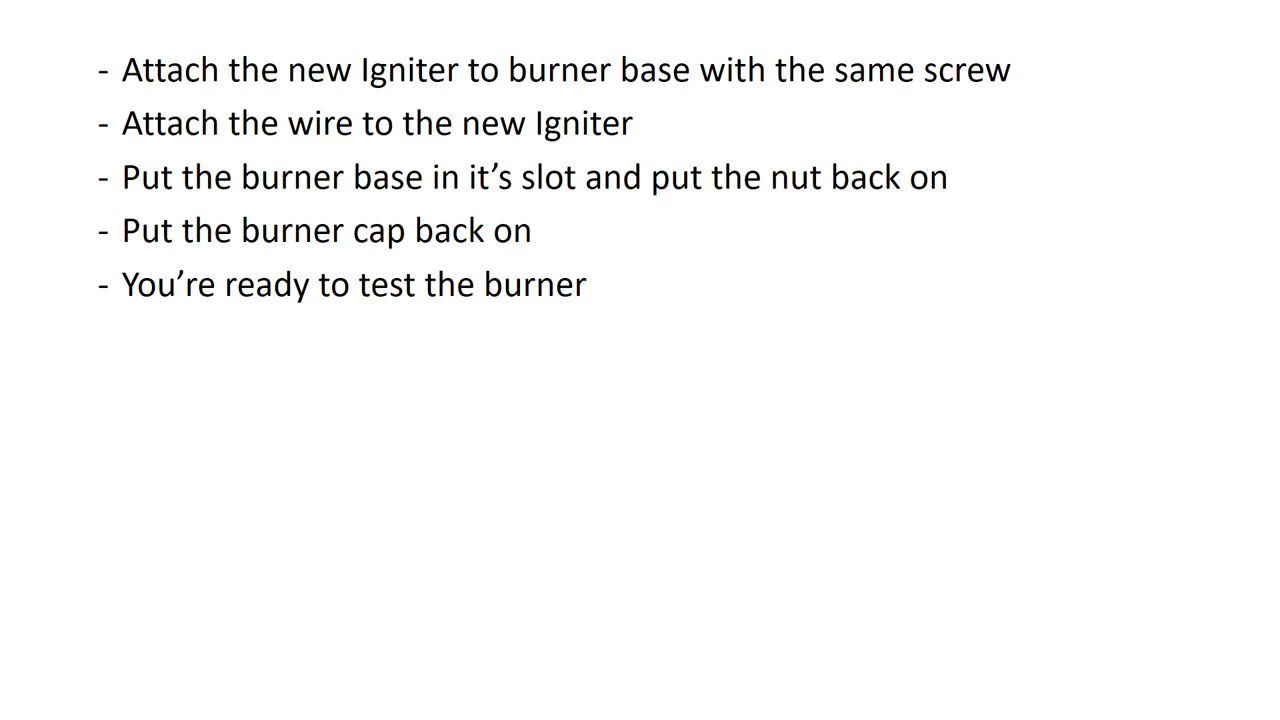 - Attach the new Igniter to burner base with the same screw
- Attach the wire to the new Igniter
- Put the burner base in it’s slot and put the nut back on
- Put the burner cap back on
- You’re ready to test the burner